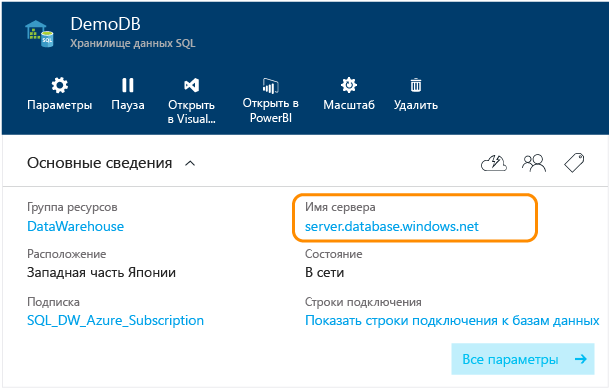 DemoDB
Хранилище данных SQL
SQL
Параметры
Пауза
Открыть
в Visual...
Открыть в
PowerBI
Масштаб
Удалить
Основные сведения
Группа ресурсов
DataWarehouse
Имя сервера
server.database.windows.net
Расположение
Западная часть Японии
Состояние
В сети
Подписка
SQL_DW_Azure_Subscription
Строки подключения
Показать строки подключения к базам данных
Все параметры